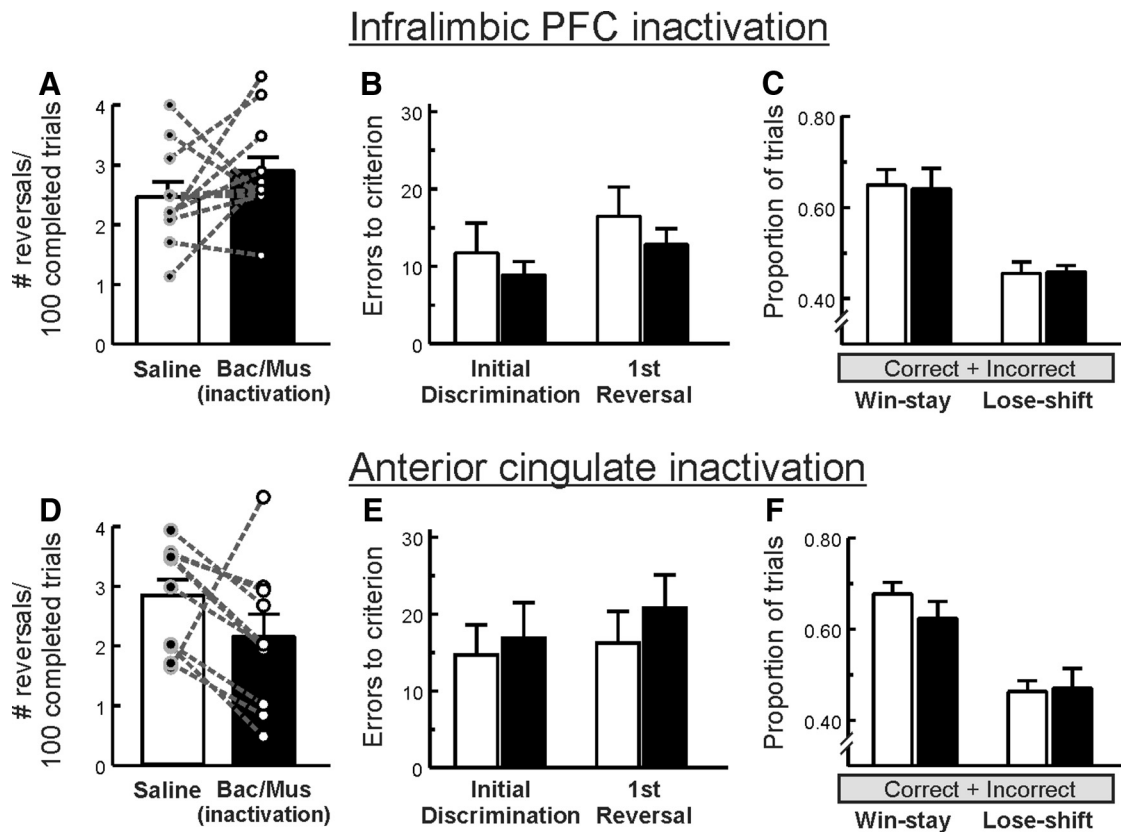 Infralimbic PFC inactivation
A
# reversals/
100 completed trials
4
3
2
1
0
Saline Bac/Mus
(inactivation)
B
Errors to criterion
30
20
10
0
Initial 1st
Discrimination Reversal
C
Proportion of trials
0.80
0.60
0.40
Correct + Incorrect
Win-stay Lose-shift
Anterior cingulate inactivation
D
# reversals/
100 completed trials
4
3
2
1
0
Saline Bac/Mus
(inactivation)
E
Errors to criterion
30
20
10
0
Initial 1st
Discrimination Reversal
F
Proportion of trials
0.80
0.60
0.40
Correct + Incorrect
Win-stay Lose-shift